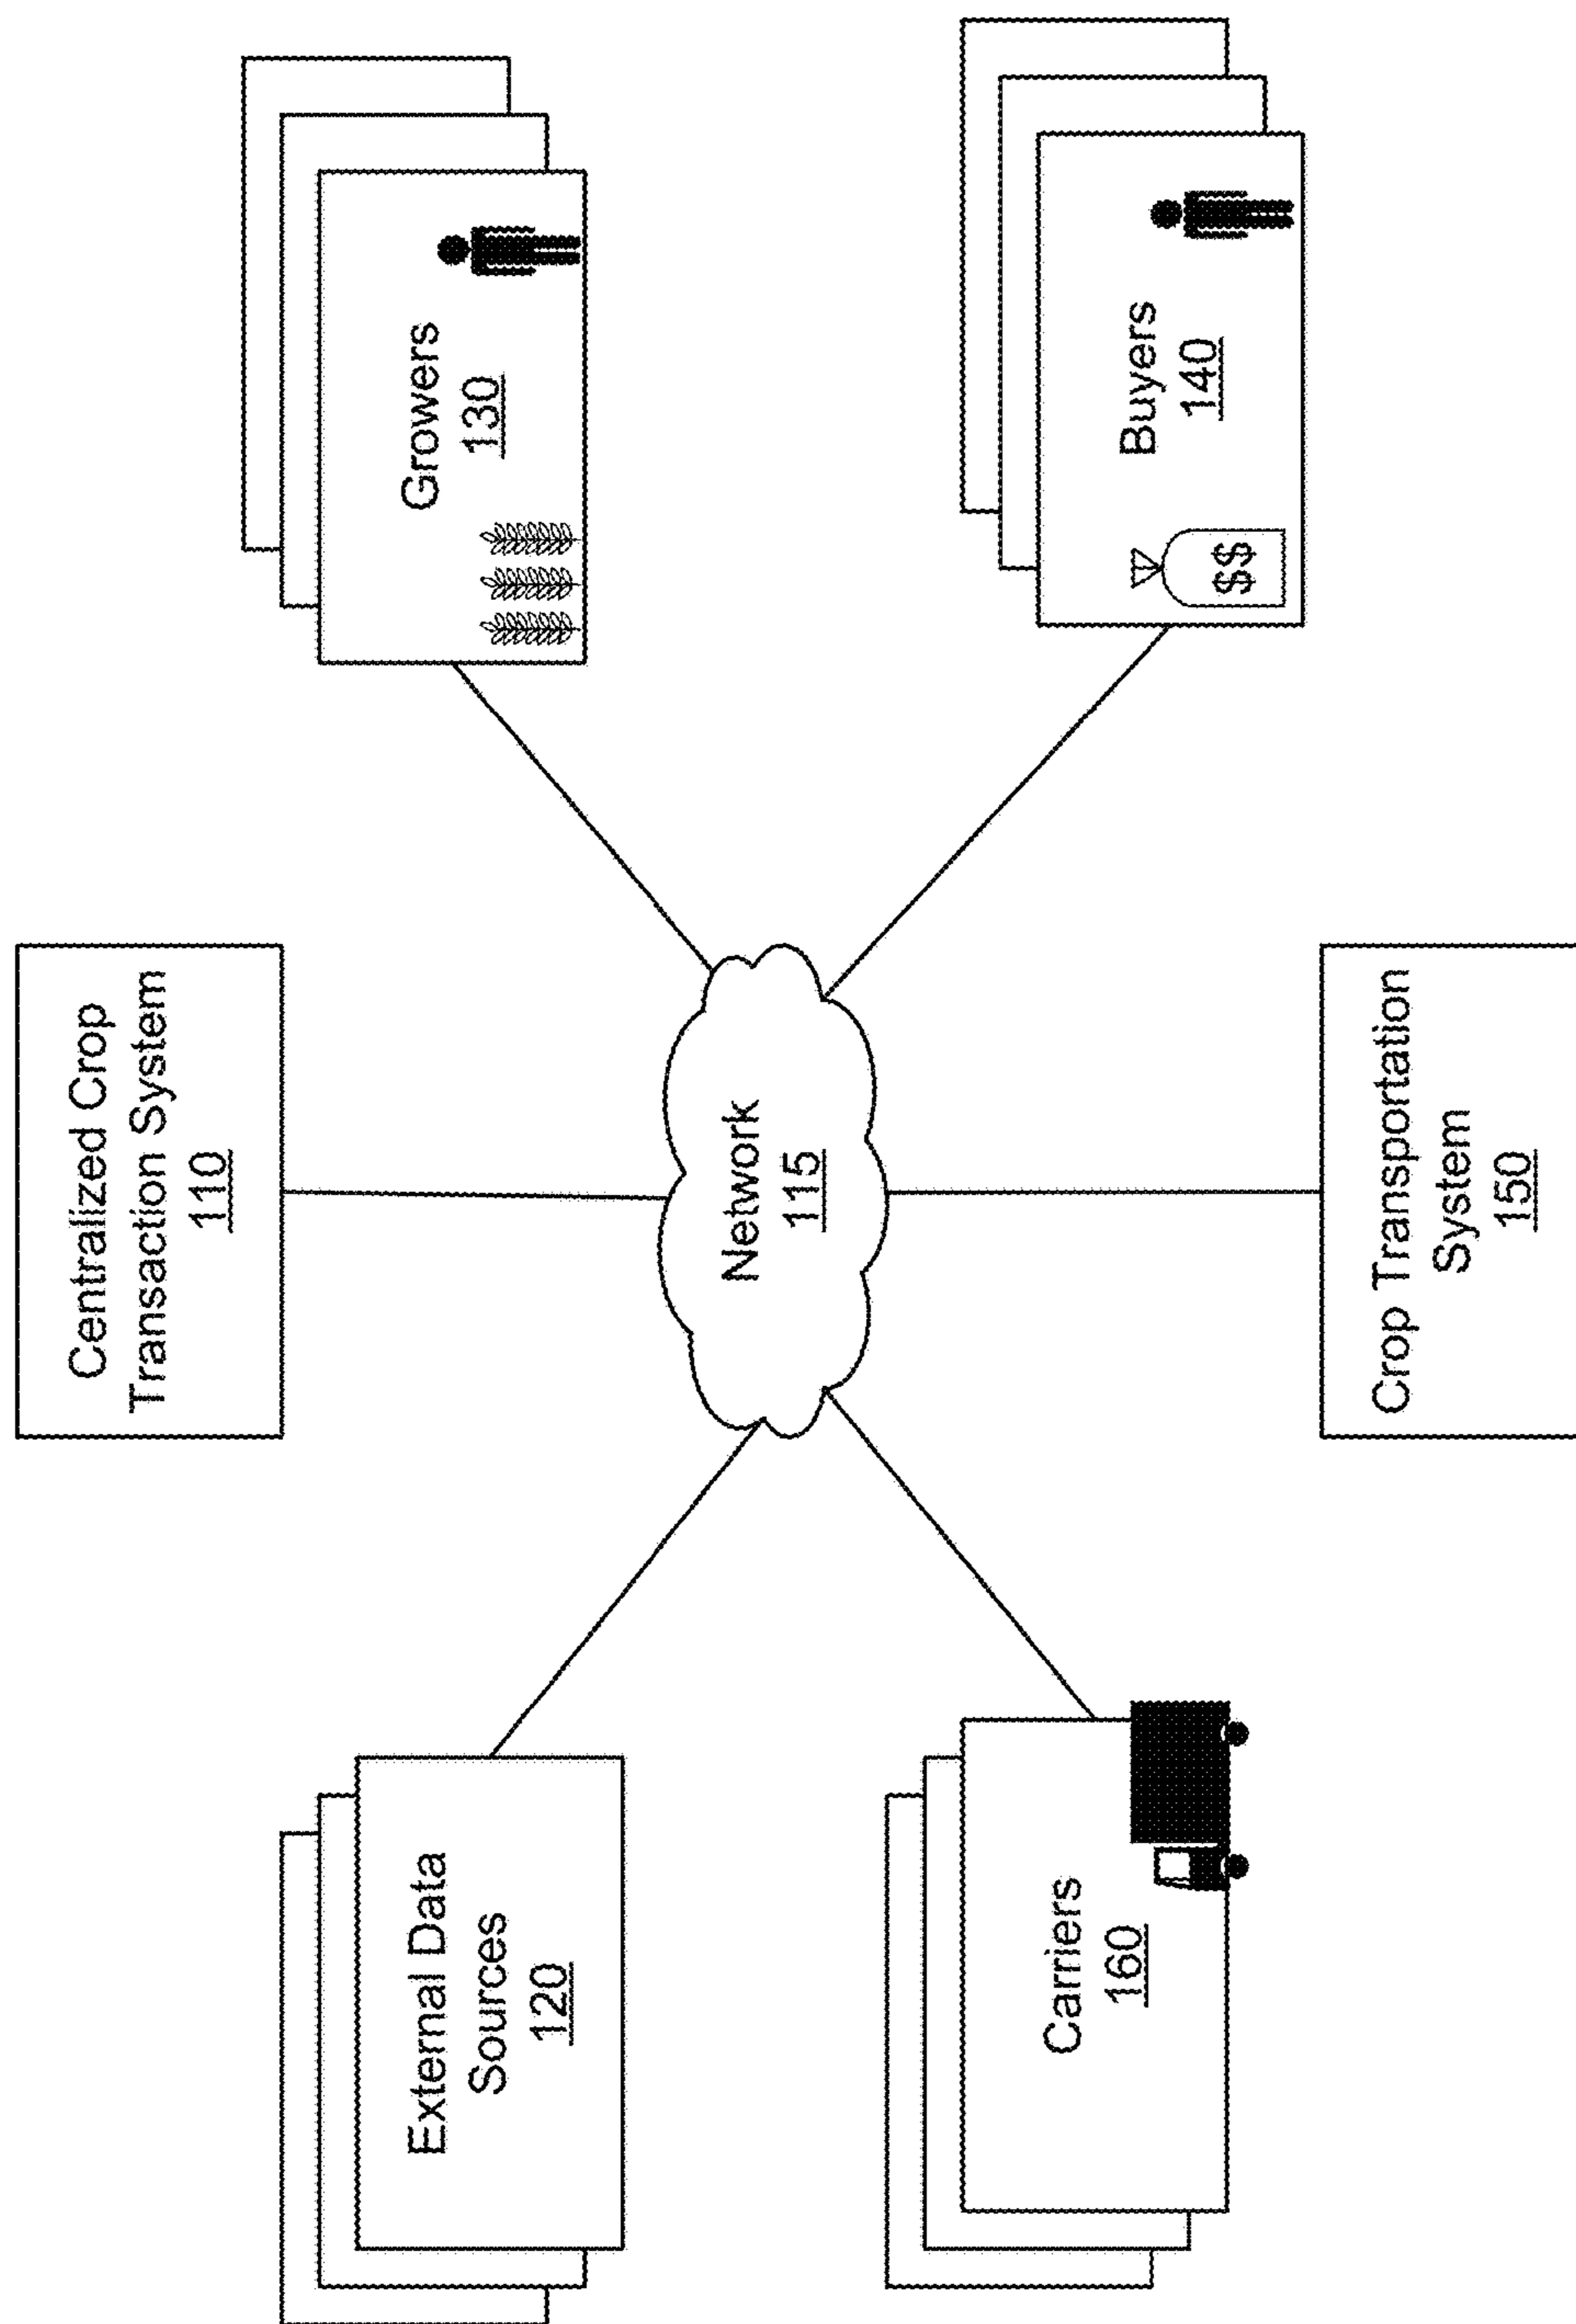 Centralized Crop
Transaction System
110
External Data
Sources
120
Growers
130
Network
115
Carriers
160
Buyers
140
$$
Crop Transportation
System
150